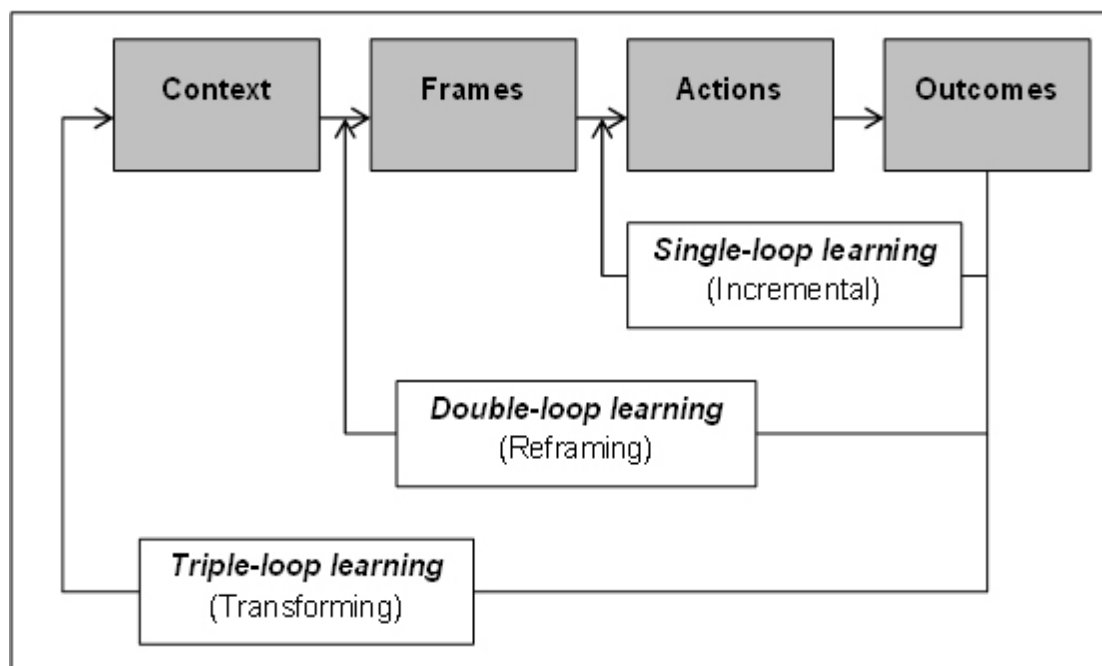 Context
Frames
Actions
Outcomes
Single-loop learning
(Incremental)
Double-loop learning
(Reframing)
Triple-loop learning
(Transforming)